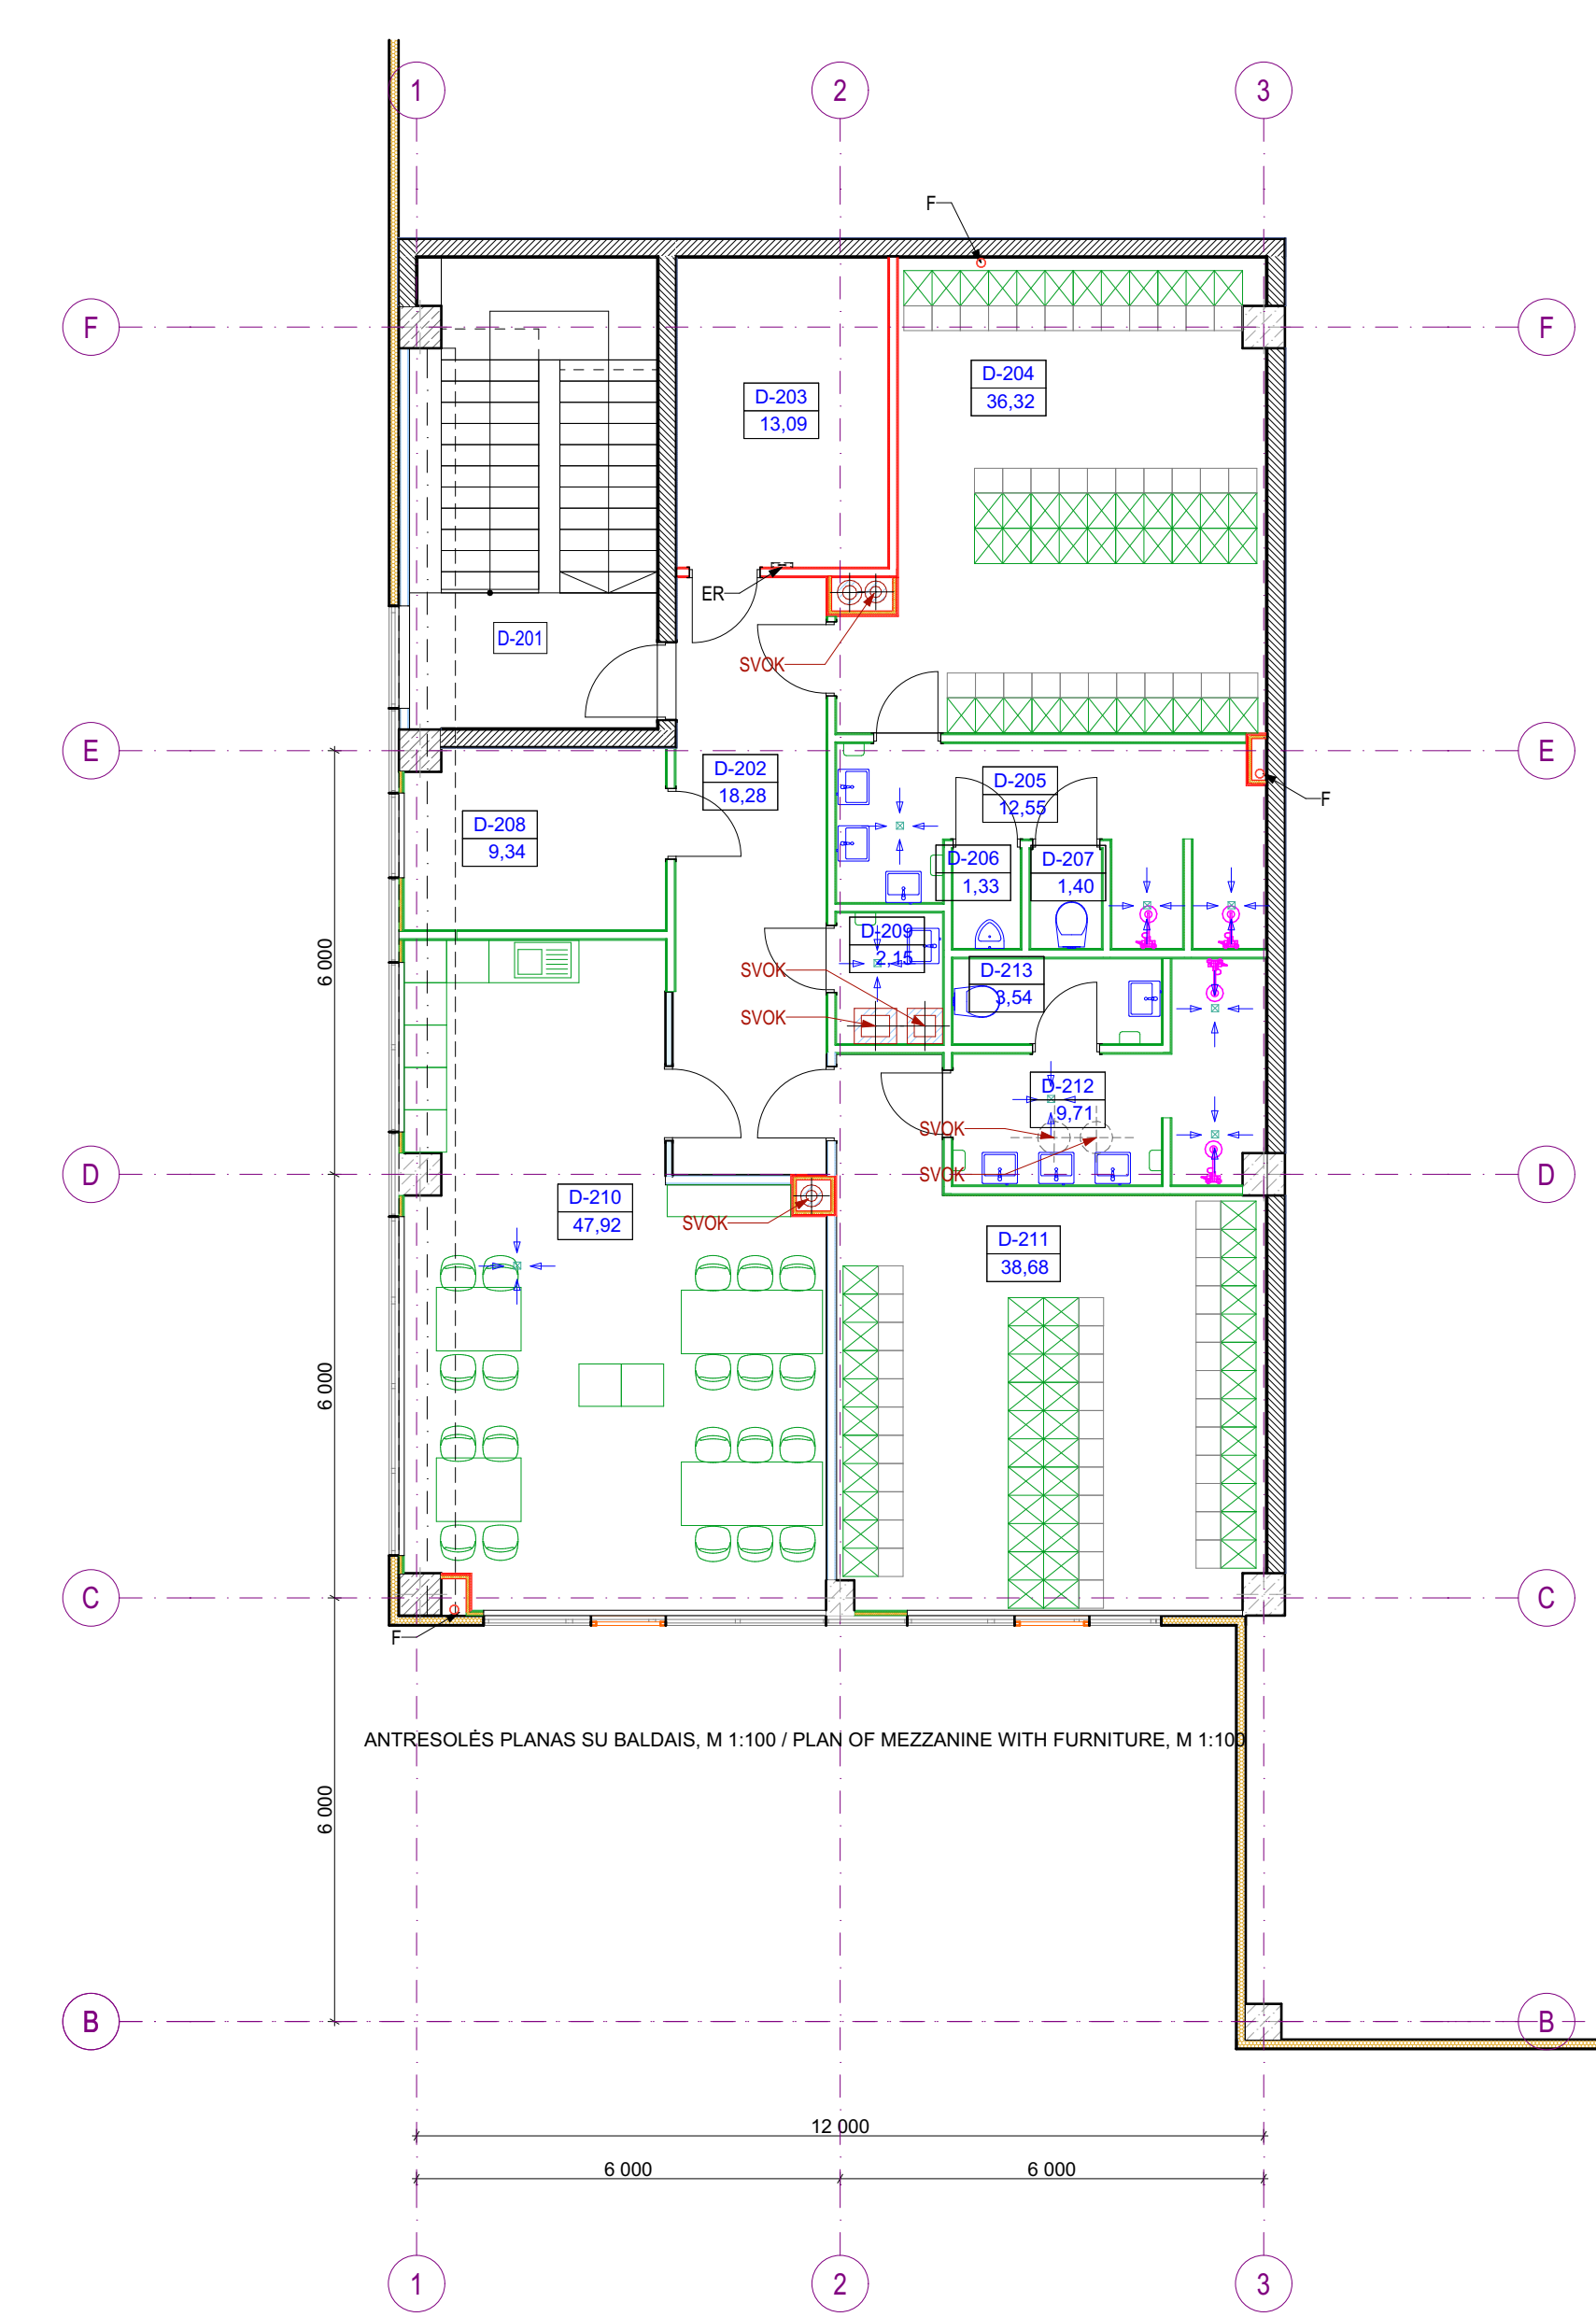 1 2 3
F
F F
D-204
36,32
D-203
13,09
ER
D-201
SVOK
E E
D-202
18,28
D-205
12,55
F
D-208
9,34
D-206
1,33
D-207
1,40
D-209
2,15
6 000
SVOK
D-213
3,54
SVOK
D-212
9,71
SVOK
SVOK
D D
D-210
47,92
SVOK
D-211
38,68
6 000
C C
F
ANTRESOLĖS PLANAS SU BALDAIS, M 1:100 / PLAN OF MEZZANINE WITH FURNITURE, M 1:100
6 000
B B
12 000
6 000 6 000
1 2 3